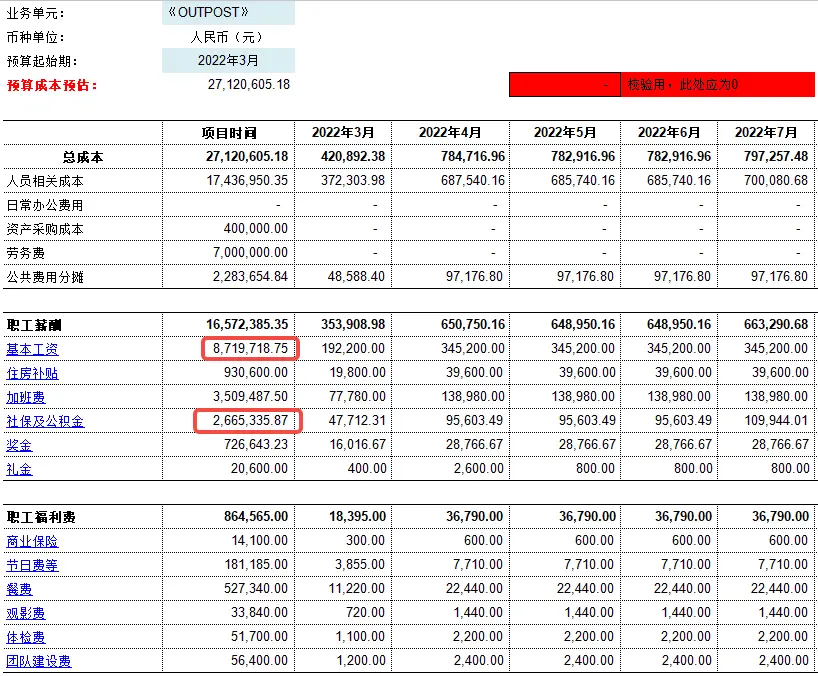 业务单元： 《OUTPOST》
币种单位： 人民币（元）
预算起始期： 2022年3月
预算成本预估： 27,120,605.18 - 核验用，此处应为0
项目时间 2022年3月 2022年4月 2022年5月 2022年6月 2022年7月
总成本 27,120,605.18 420,892.38 784,716.96 782,916.96 782,916.96 797,257.48
人员相关成本 17,436,950.35 372,303.98 687,540.16 685,740.16 685,740.16 700,080.68
日常办公费用 - - - - - -
资产采购成本 400,000.00 - - - - -
劳务费 7,000,000.00 - - - - -
公共费用分摊 2,283,654.84 48,588.40 97,176.80 97,176.80 97,176.80 97,176.80
职工薪酬 16,572,385.35 353,908.98 650,750.16 648,950.16 648,950.16 663,290.68
基本工资 8,719,718.75 192,200.00 345,200.00 345,200.00 345,200.00 345,200.00
住房补贴 930,600.00 19,800.00 39,600.00 39,600.00 39,600.00 39,600.00
加班费 3,509,487.50 77,780.00 138,980.00 138,980.00 138,980.00 138,980.00
社保及公积金 2,665,335.87 47,712.31 95,603.49 95,603.49 95,603.49 109,944.01
奖金 726,643.23 16,016.67 28,766.67 28,766.67 28,766.67 28,766.67
礼金 20,600.00 400.00 2,600.00 800.00 800.00 800.00
职工福利费 864,565.00 18,395.00 36,790.00 36,790.00 36,790.00 36,790.00
商业保险 14,100.00 300.00 600.00 600.00 600.00 600.00
节日费等 181,185.00 3,855.00 7,710.00 7,710.00 7,710.00 7,710.00
餐费 527,340.00 11,220.00 22,440.00 22,440.00 22,440.00 22,440.00
观影费 33,840.00 720.00 1,440.00 1,440.00 1,440.00 1,440.00
体检费 51,700.00 1,100.00 2,200.00 2,200.00 2,200.00 2,200.00
团队建设费 56,400.00 1,200.00 2,400.00 2,400.00 2,400.00 2,400.00